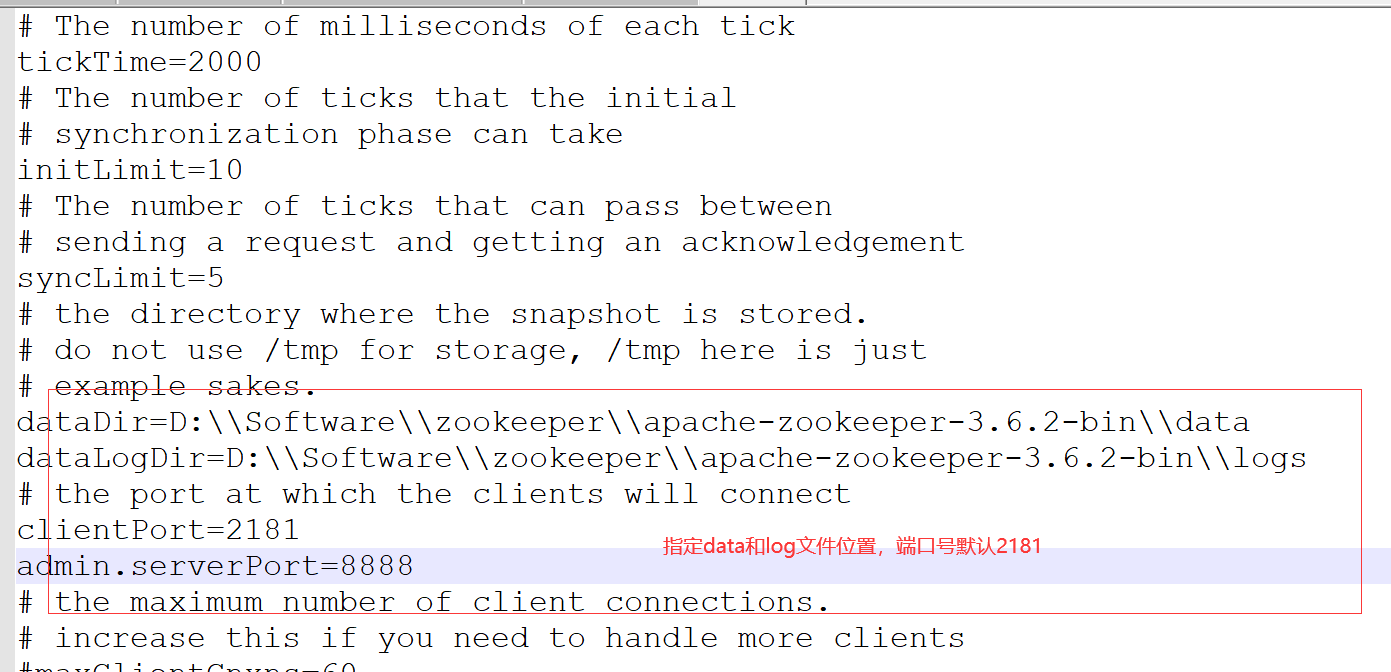 # The number of milliseconds of each tick
tickTime=2000
# The number of ticks that the initial
# synchronization phase can take
initLimit=10
# The number of ticks that can pass between
# sending a request and getting an acknowledgement
syncLimit=5
# the directory where the snapshot is stored.
# do not use /tmp for storage, /tmp here is just
# example sakes.
dataDir=D:\\Software\\zookeeper\\apache-zookeeper-3.6.2-bin\\data
dataLogDir=D:\\Software\\zookeeper\\apache-zookeeper-3.6.2-bin\\logs
# the port at which the clients will connect
clientPort=2181
指定data和log文件位置，端口号默认2181
admin.serverPort=8888
# the maximum number of client connections.
# increase this if you need to handle more clients
#maxClientCnxns=60